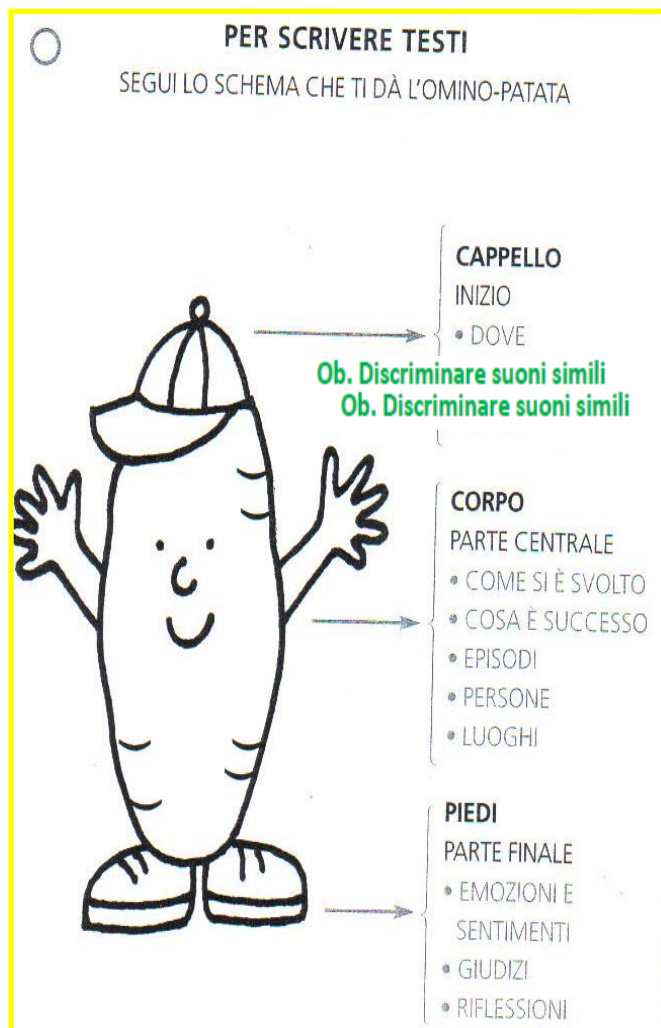 PER SCRIVERE TESTI
SEGUI LO SCHEMA CHE TI DÀ L'OMINO-PATATA
CAPPELLO
INIZIO
• DOVE
Ob. Discriminare suoni simili
Ob. Discriminare suoni simili
CORPO
PARTE CENTRALE
• COME SI È SVOLTO
• COSA È SUCCESSO
• EPISODI
• PERSONE
• LUOGHI
PIEDI
PARTE FINALE
• EMOZIONI E
SENTIMENTI
• GIUDIZI
• RIFLESSIONI